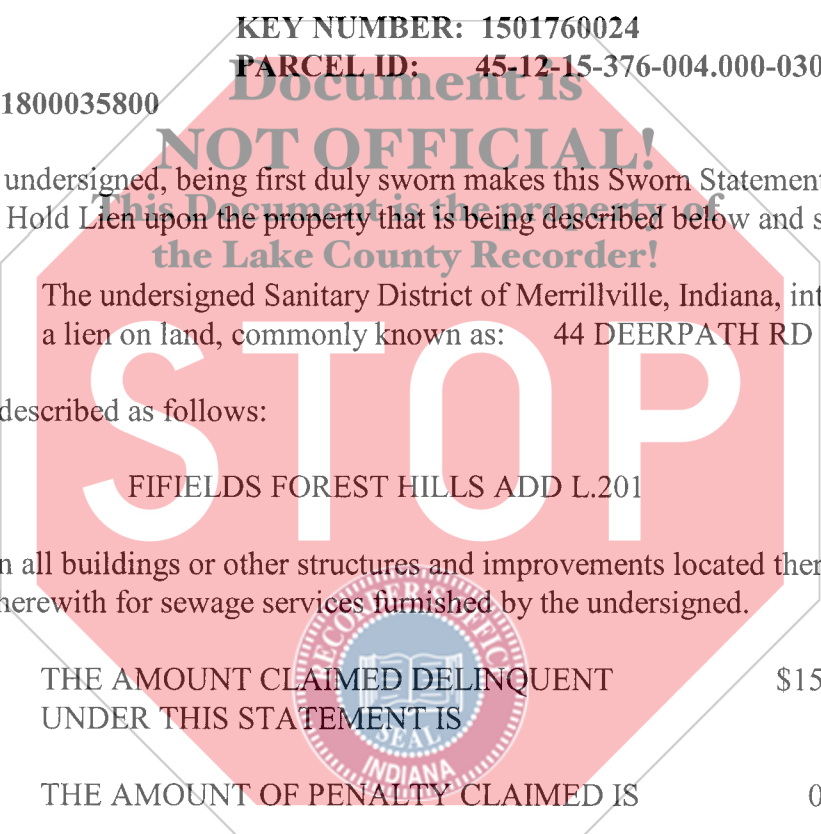 KEY NUMBER: 1501760024
PARCEL ID: 45-12-15-376-004.000-030
Document is
1800035800
NOT OFFICIAL!
undersigned, being first duly sworn makes this Sworn Statement
This Document is the property of
Hold Lien upon the property that is being described below and s
the Lake County Recorder!
The undersigned Sanitary District of Merrillville, Indiana, int
a lien on land, commonly known as: 44 DEERPATH RD
STOP
described as follows:
FIFIELDS FOREST HILLS ADD L.201
n all buildings or other structures and improvements located ther
herewith for sewage services furnished by the undersigned.
RECORDER'S OFFICE
THE AMOUNT CLAIMED DELINQUENT $15
UNDER THIS STATEMENT IS
SEAL
INDIANA
THE AMOUNT OF PENALTY CLAIMED IS 0